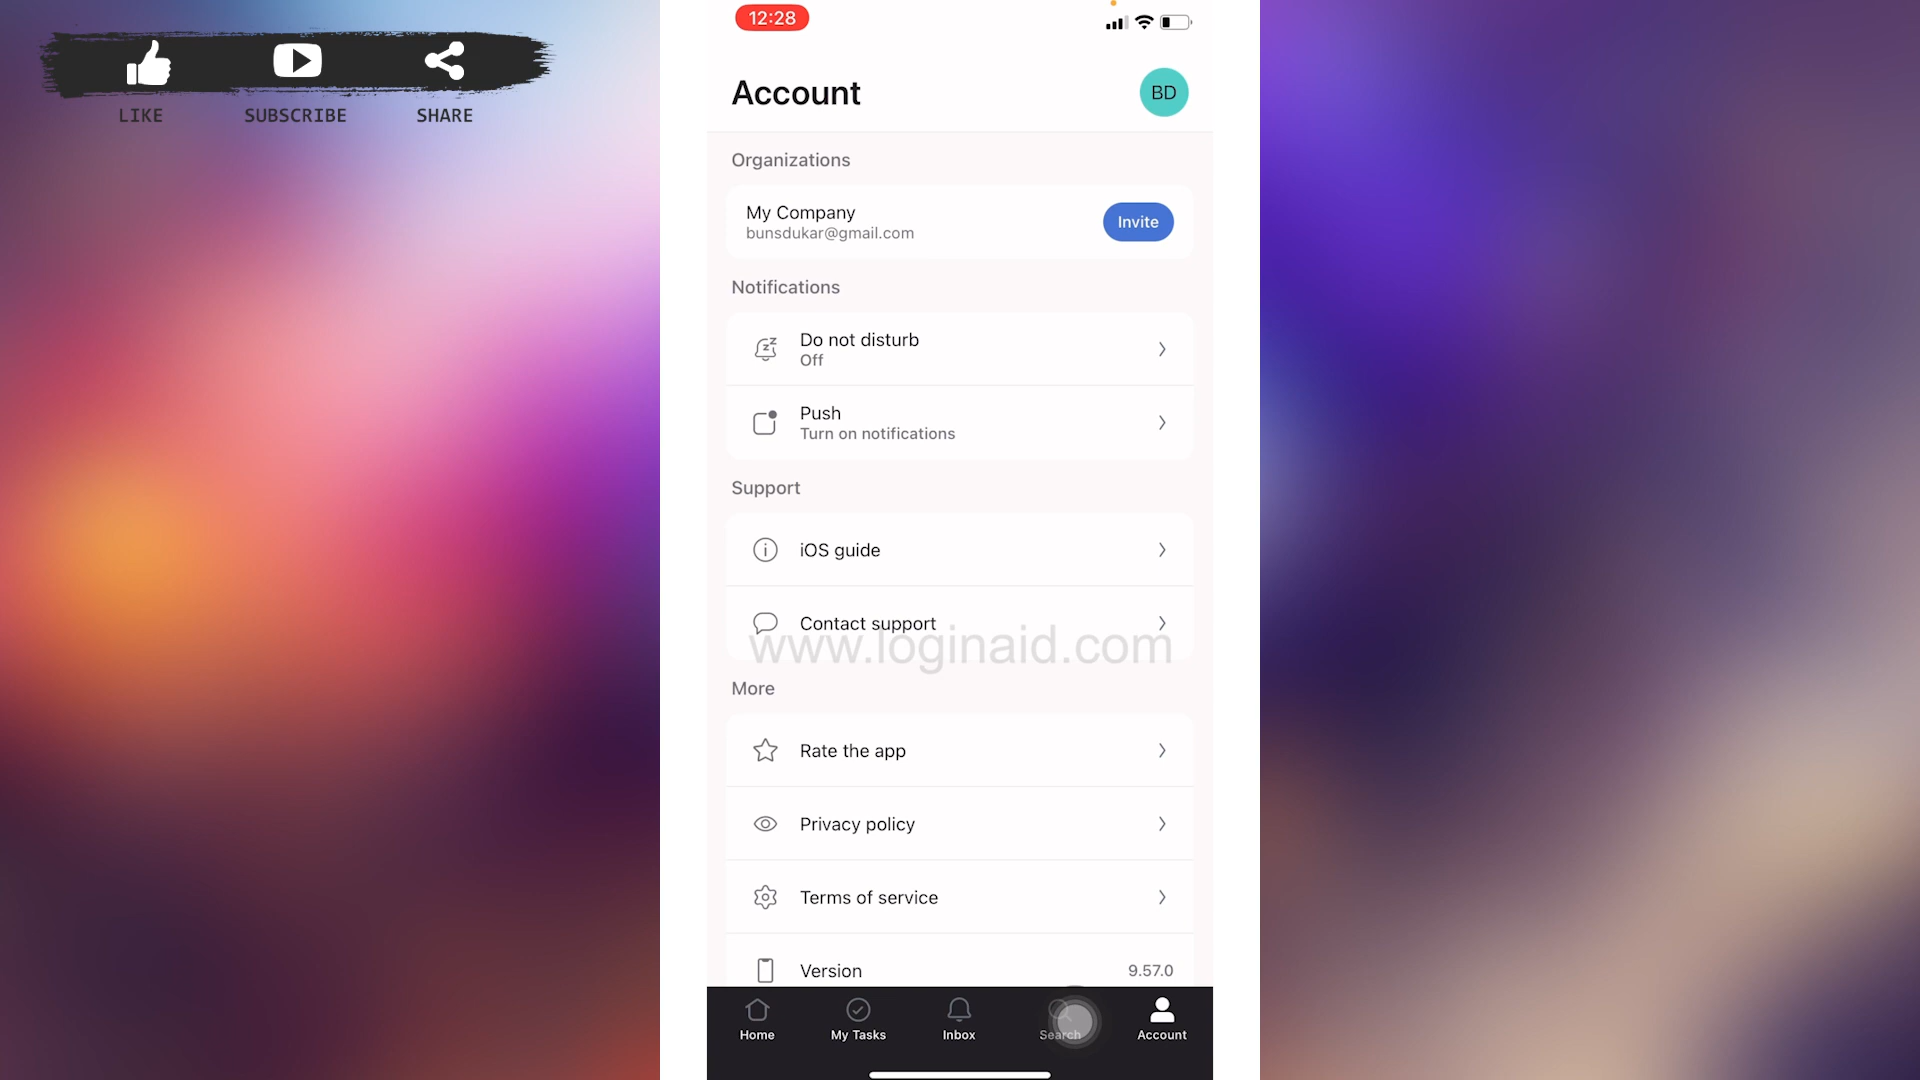 LIKE
SUBSCRIBE
SHARE
12:28
Account
BD
Organizations
My Company
bunsdukar@gmail.com
Invite
Notifications
Do not disturb
Off
Push
Turn on notifications
Support
iOS guide
Contact support
www.loginaid.com
More
Rate the app
Privacy policy
Terms of service
Version
9.57.0
Home
My Tasks
Inbox
Search
Account